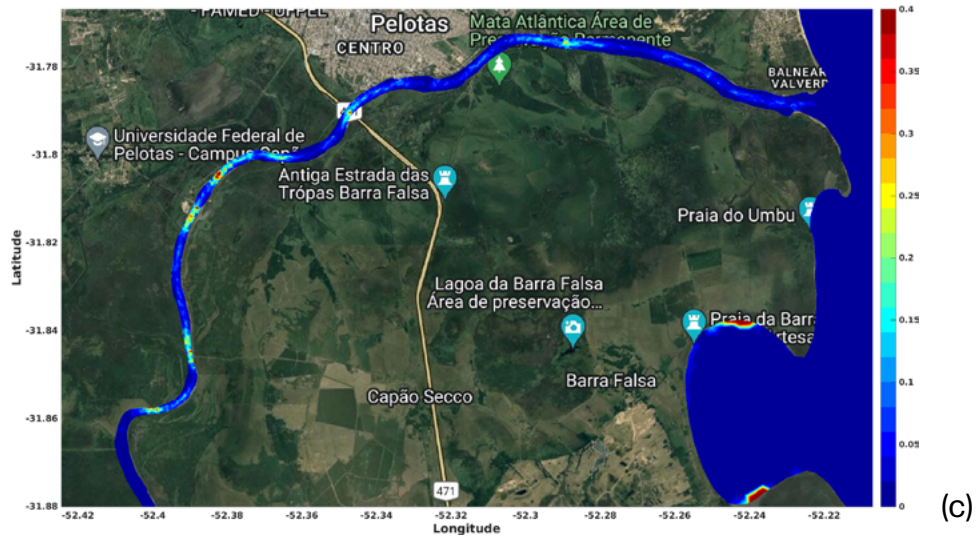 - FAMED - UFPEL
Pelotas
CENTRO
Mata Atlântica Área de
Preservação Permanente
BALNEAR
VALVERD
Universidade Federal de
Pelotas - Campus
Antiga Estrada das
Trópas Barra Falsa
Praia do Umbu
Lagoa da Barra Falsa
Área de preservação...
Praia da Barra
Barra Falsa
Capão Secco
471
-31.78
-31.8
-31.82
-31.84
-31.86
-31.88
Latitude
-52.42
-52.4
-52.38
-52.36
-52.34
-52.32
-52.3
-52.28
-52.26
-52.24
-52.22
Longitude
0.4
0.35
0.3
0.25
0.2
0.15
0.1
0.05
0
(c)